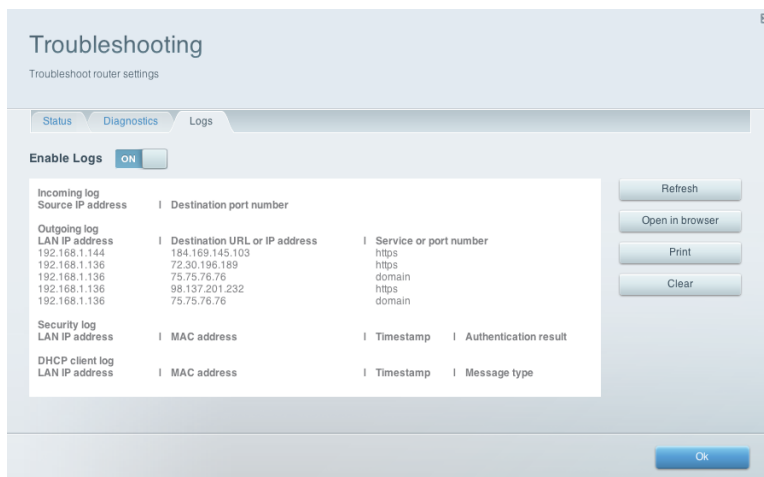 Troubleshooting
Troubleshoot router settings
Status Diagnostics Logs
Enable Logs ON
Incoming log
Source IP address | Destination port number
Outgoing log
LAN IP address | Destination URL or IP address | Service or port number
192.168.1.144 184.169.145.103 https
192.168.1.136 72.30.196.189 https
192.168.1.136 75.75.76.76 domain
192.168.1.136 98.137.201.232 https
192.168.1.136 75.75.76.76 domain
Security log
LAN IP address | MAC address | Timestamp | Authentication result
DHCP client log
LAN IP address | MAC address | Timestamp | Message type
Refresh
Open in browser
Print
Clear
Ok